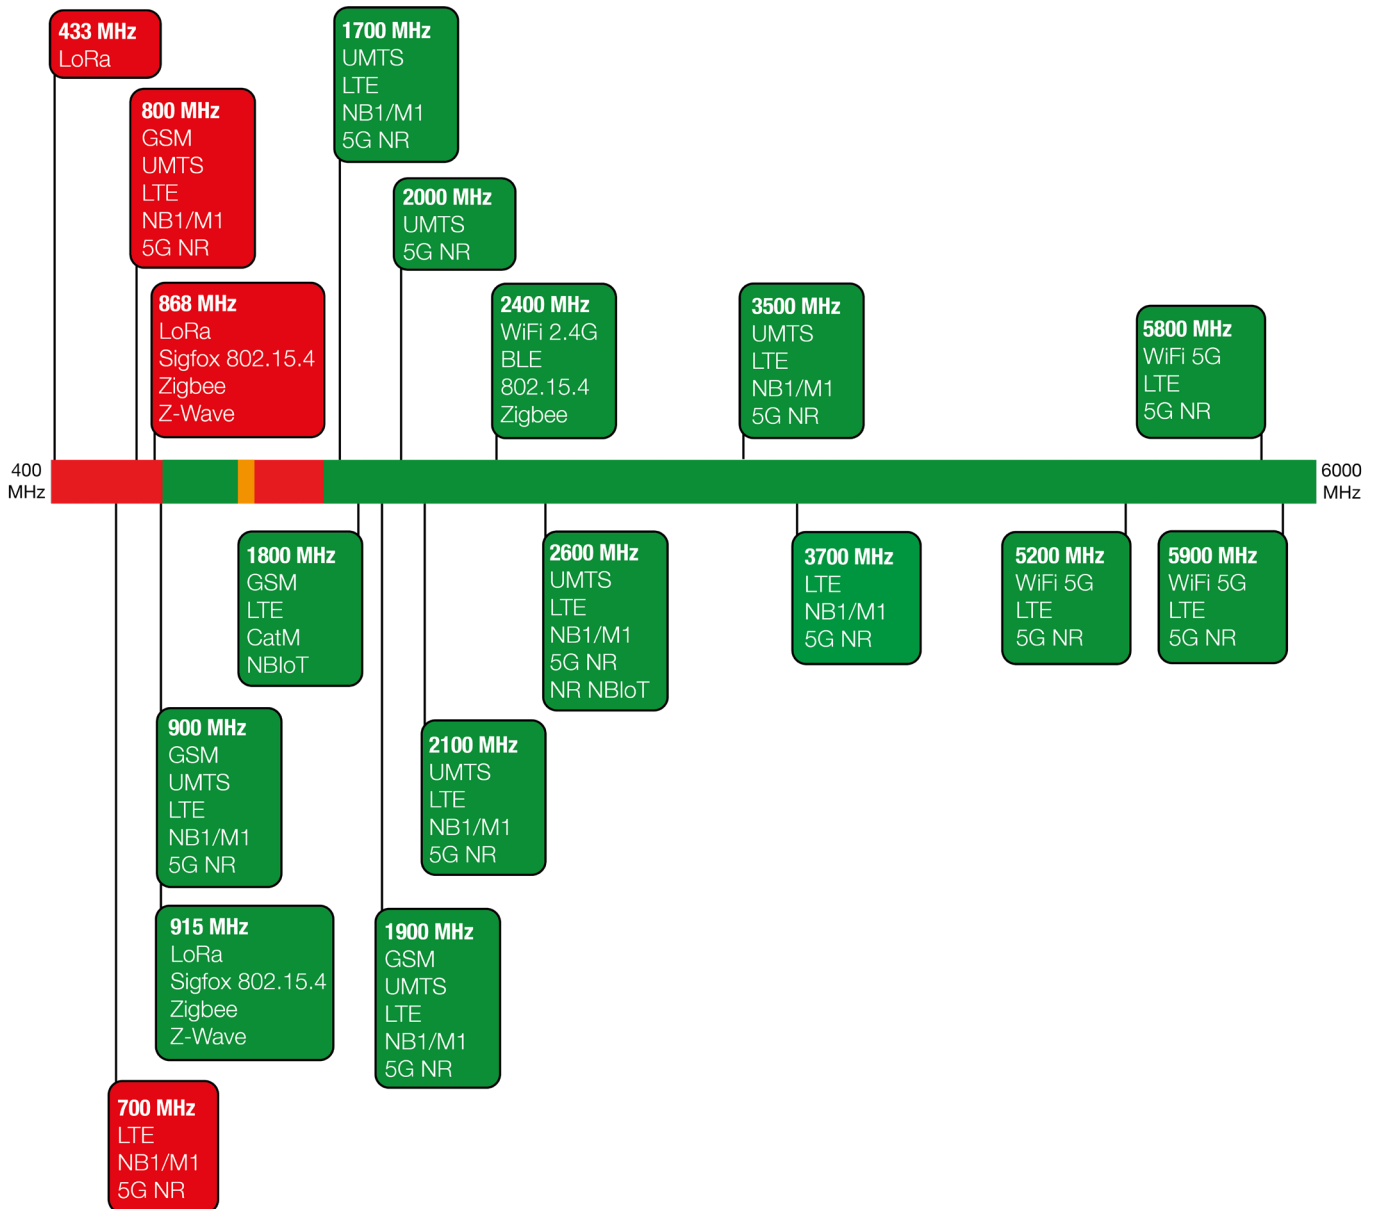 433 MHz
LoRa
800 MHz
GSM
UMTS
LTE
NB1/M1
5G NR
868 MHz
LoRa
Sigfox 802.15.4
Zigbee
Z-Wave
1700 MHz
UMTS
LTE
NB1/M1
5G NR
2000 MHz
UMTS
5G NR
2400 MHz
WiFi 2.4G
BLE
802.15.4
Zigbee
3500 MHz
UMTS
LTE
NB1/M1
5G NR
5800 MHz
WiFi 5G
LTE
5G NR
400
MHz
6000
MHz
1800 MHz
GSM
LTE
CatM
NBIoT
2600 MHz
UMTS
LTE
NB1/M1
5G NR
NR NBIoT
3700 MHz
LTE
NB1/M1
5G NR
5200 MHz
WiFi 5G
LTE
5G NR
5900 MHz
WiFi 5G
LTE
5G NR
900 MHz
GSM
UMTS
LTE
NB1/M1
5G NR
2100 MHz
UMTS
LTE
NB1/M1
5G NR
915 MHz
LoRa
Sigfox 802.15.4
Zigbee
Z-Wave
1900 MHz
GSM
UMTS
LTE
NB1/M1
5G NR
700 MHz
LTE
NB1/M1
5G NR